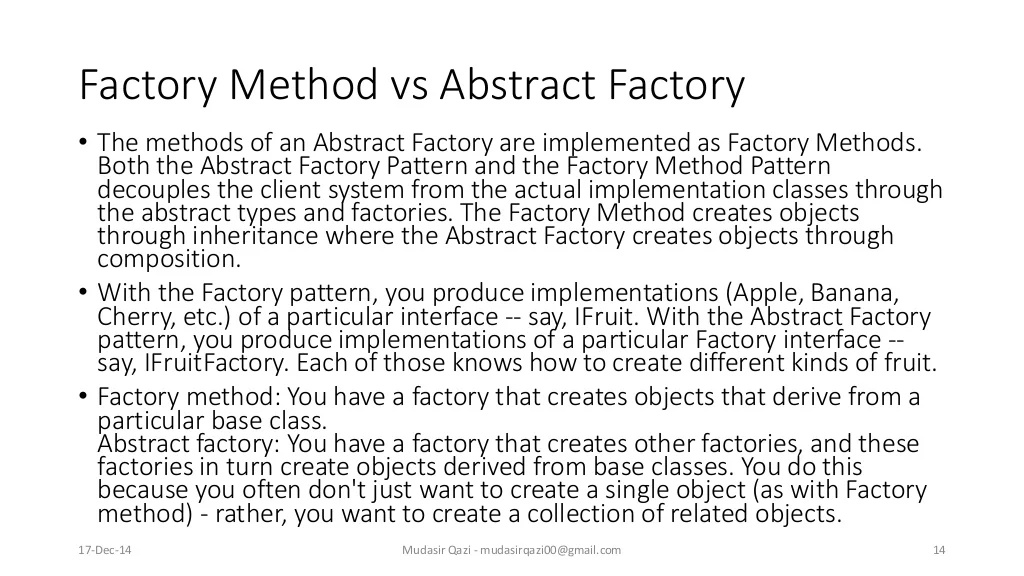 Factory Method vs Abstract Factory
• The methods of an Abstract Factory are implemented as Factory Methods.
Both the Abstract Factory Pattern and the Factory Method Pattern
decouples the client system from the actual implementation classes through
the abstract types and factories. The Factory Method creates objects
through inheritance where the Abstract Factory creates objects through
composition.
• With the Factory pattern, you produce implementations (Apple, Banana,
Cherry, etc.) of a particular interface -- say, IFruit. With the Abstract Factory
pattern, you produce implementations of a particular Factory interface --
say, IFruitFactory. Each of those knows how to create different kinds of fruit.
• Factory method: You have a factory that creates objects that derive from a
particular base class.
Abstract factory: You have a factory that creates other factories, and these
factories in turn create objects derived from base classes. You do this
because you often don't just want to create a single object (as with Factory
method) - rather, you want to create a collection of related objects.
17-Dec-14
Mudasir Qazi - mudasirqazi00@gmail.com
14